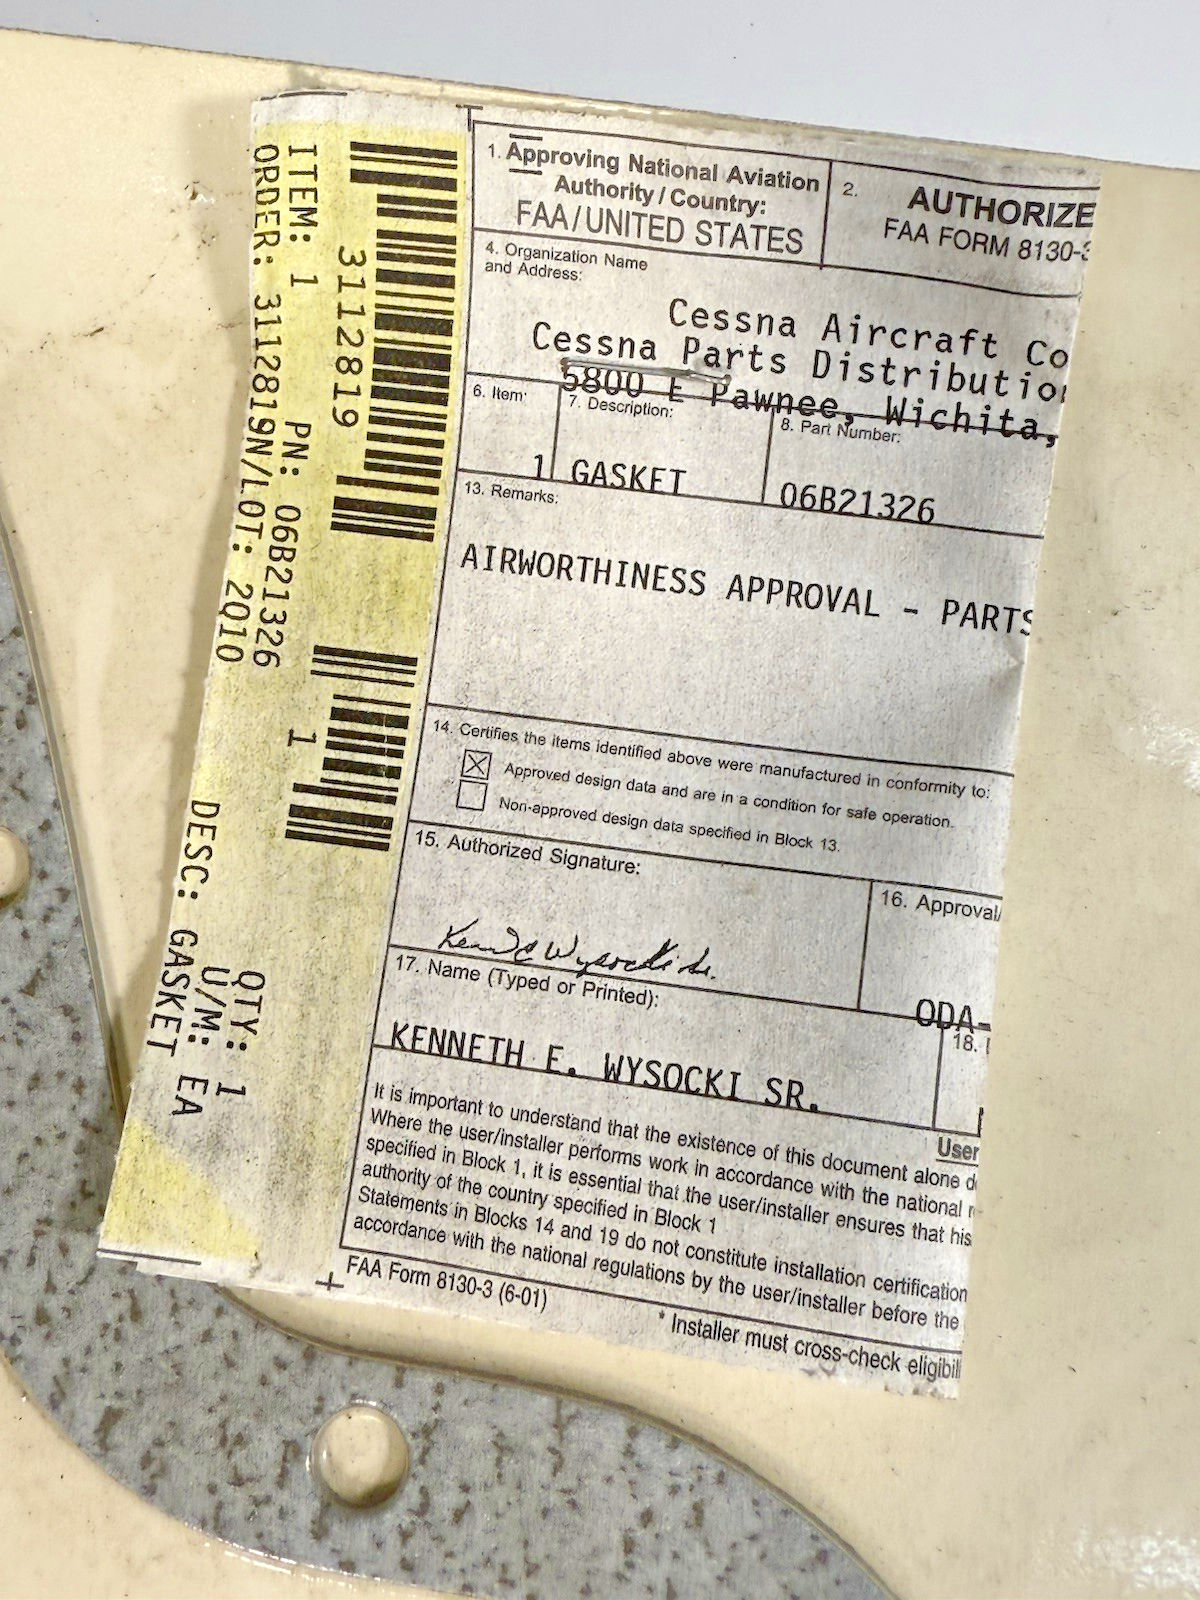 ITEM: 1 PN: 06B21326 QTY: 1
ORDER: 3112819N/LOT: 2Q10 U/M: EA
DESC: GASKET
3112819
1
1. Approving National Aviation
Authority / Country:
FAA/UNITED STATES
2. AUTHORIZE
FAA FORM 8130-3
4. Organization Name
and Address:
Cessna Aircraft Co
Cessna Parts Distributio
5800 E Pawnee, Wichita,
6. Item:
1
7. Description:
GASKET
8. Part Number:
06B21326
13. Remarks:
AIRWORTHINESS APPROVAL - PARTS
14. Certifies the items identified above were manufactured in conformity to:
Approved design data and are in a condition for safe operation.
Non-approved design data specified in Block 13.
15. Authorized Signature:
16. Approval/
ODA-
17. Name (Typed or Printed):
KENNETH E. WYSOCKI SR.
18.
User
It is important to understand that the existence of this document alone d
Where the user/installer performs work in accordance with the national r
specified in Block 1, it is essential that the user/installer ensures that his
authority of the country specified in Block 1
Statements in Blocks 14 and 19 do not constitute installation certification
accordance with the national regulations by the user/installer before the
FAA Form 8130-3 (6-01)
* Installer must cross-check eligibil